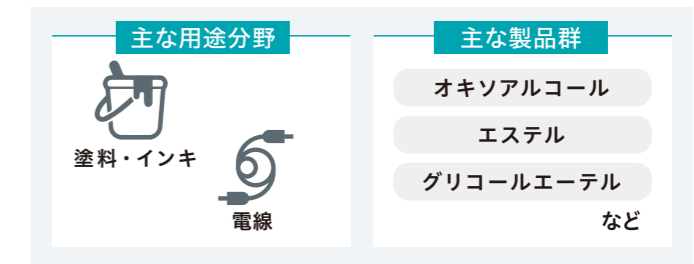 主な用途分野
塗料・インキ
電線
主な製品群
オキソアルコール
エステル
グリコールエーテル
など